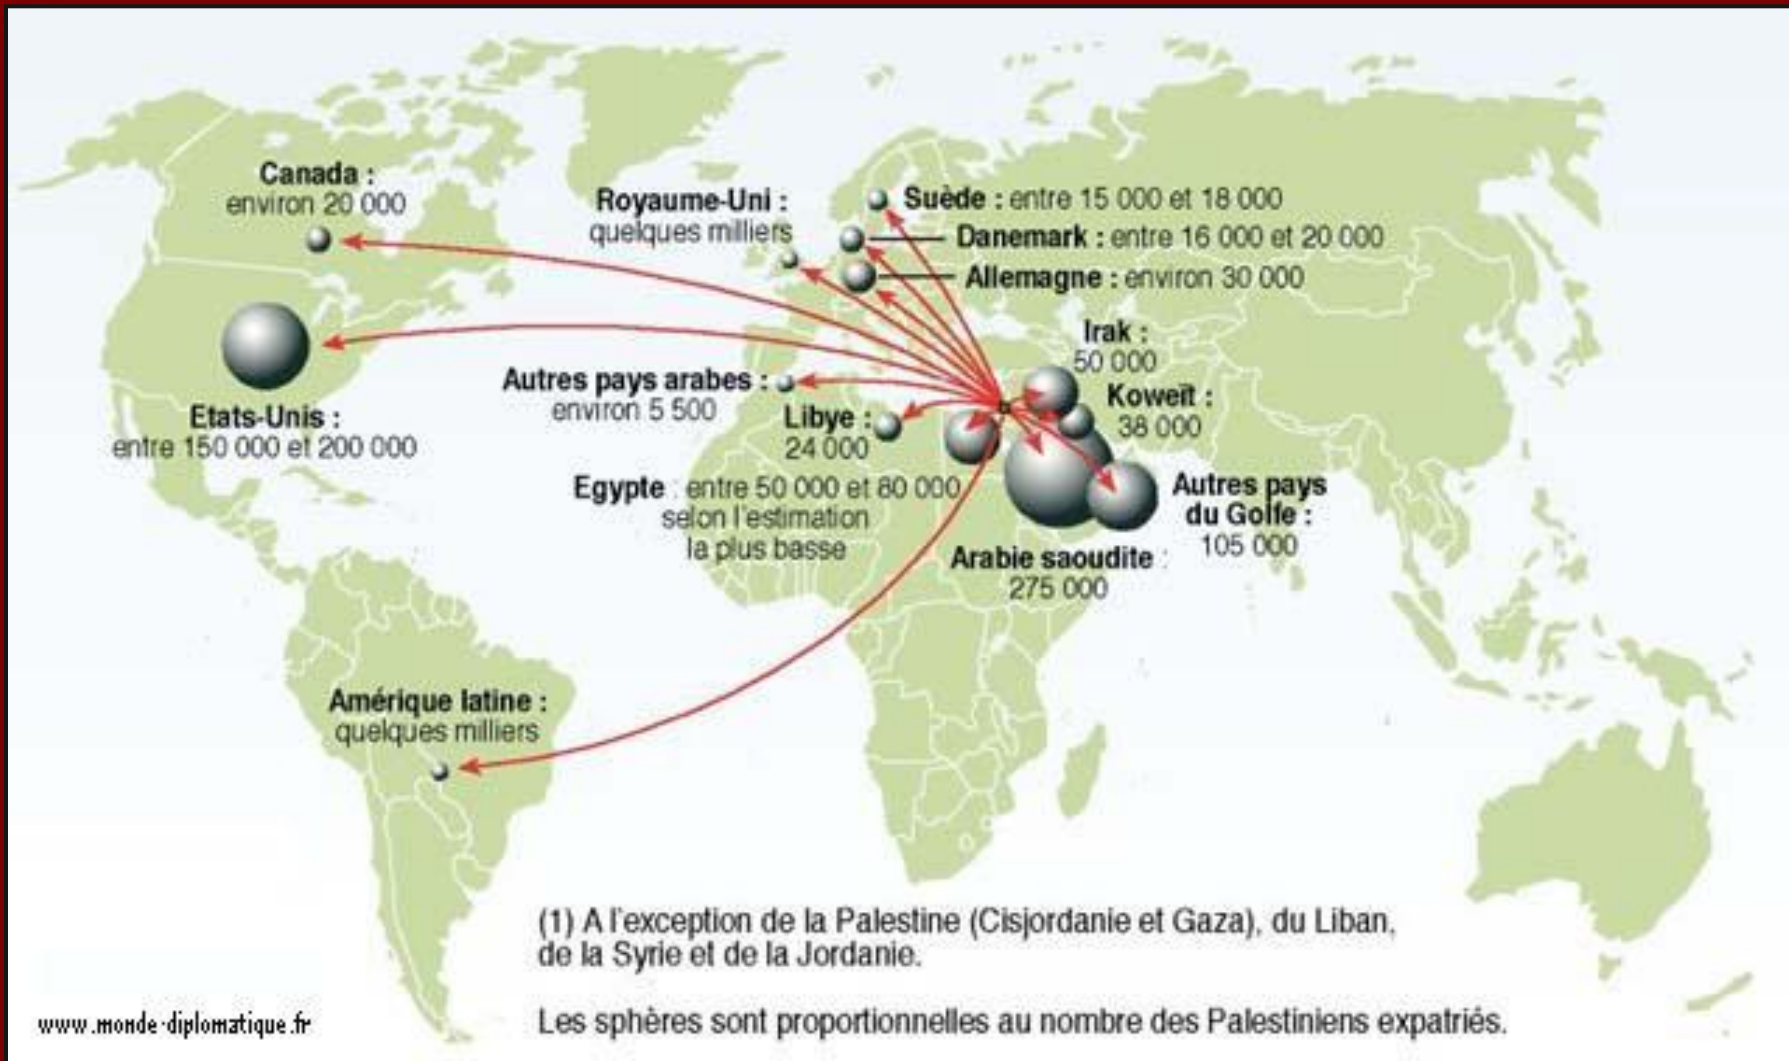 Canada :
environ 20 000
Royaume-Uni :
quelques milliers
Suède : entre 15 000 et 18 000
Danemark : entre 16 000 et 20 000
Allemagne : environ 30 000
Irak :
50 000
Koweït :
38 000
Autres pays arabes :
environ 5 500
Libye :
24 000
Etats-Unis :
entre 150 000 et 200 000
Egypte : entre 50 000 et 80 000
selon l'estimation
la plus basse
Autres pays
du Golfe :
105 000
Arabie saoudite :
275 000
Amérique latine :
quelques milliers
(1) A l'exception de la Palestine (Cisjordanie et Gaza), du Liban,
de la Syrie et de la Jordanie.
Les sphères sont proportionnelles au nombre des Palestiniens expatriés.
www.monde-diplomatique.fr